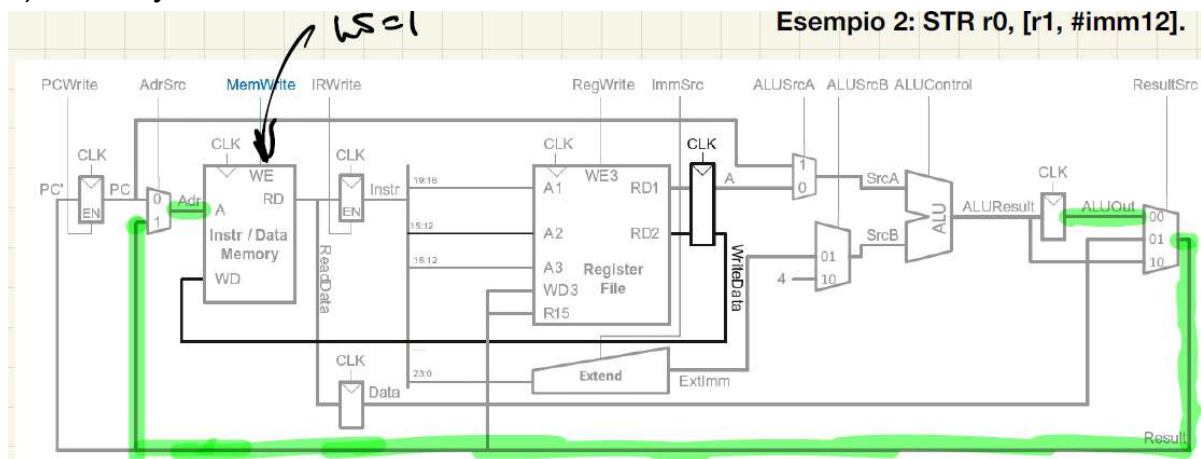 WS=1
Esempio 2: STR r0, [r1, #imm12].
PCWrite AdrSrc MemWrite IRWrite RegWrite ImmSrc ALUSrcA ALUSrcB ALUControl ResultSrc
CLK CLK CLK CLK CLK CLK
PC' PC EN 0 1 Adr A WE RD Instr / Data Memory WD
EN Instr
ReadData
19:16 A1 WE3 RD1 A
15:12 A2 RD2
15:12 A3 Register File
WD3
R15
WriteData
1 0 SrcA
01 SrcB
4 10
ALU ALUResult ALUOut 00 01 10
CLK Data
23:0 Extend ExtImm
Result